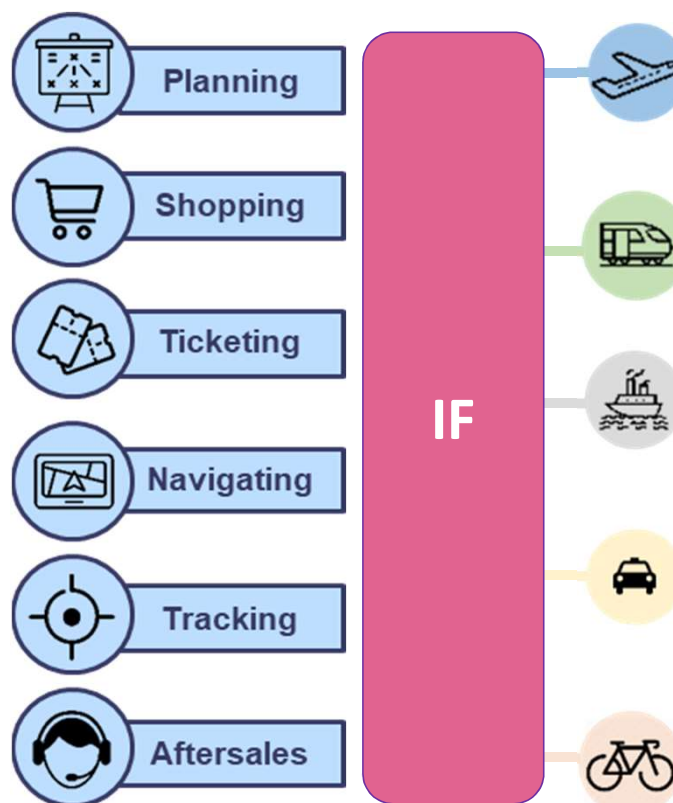 Planning
Shopping
Ticketing
Navigating
Tracking
Aftersales
IF